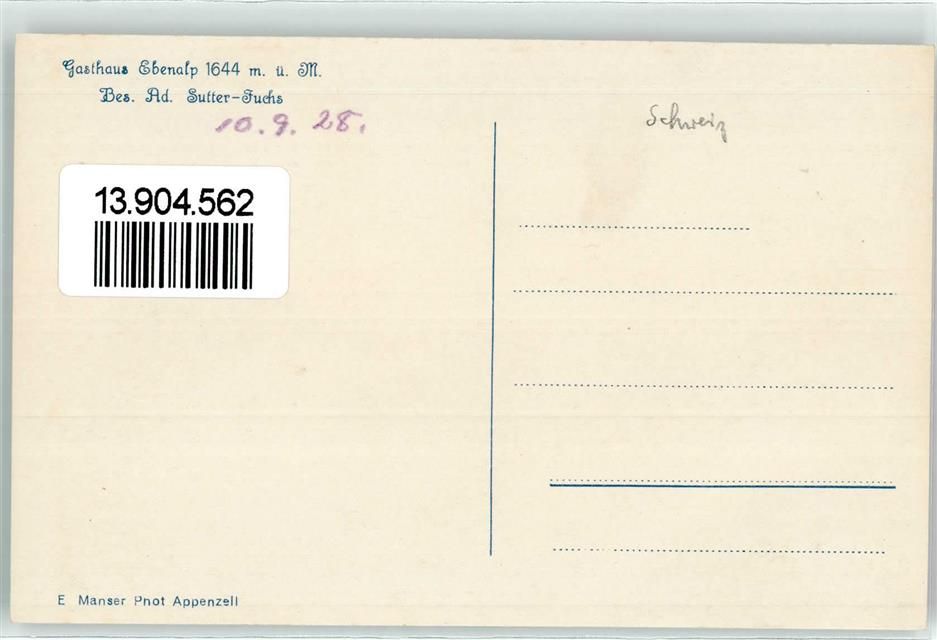 Gasthaus Ebenalp 1644 m. ü. M.
Bes. Ad. Sutter-Fuchs
10.9.28.
Schweiz
13.904.562
E Manser Phot Appenzell